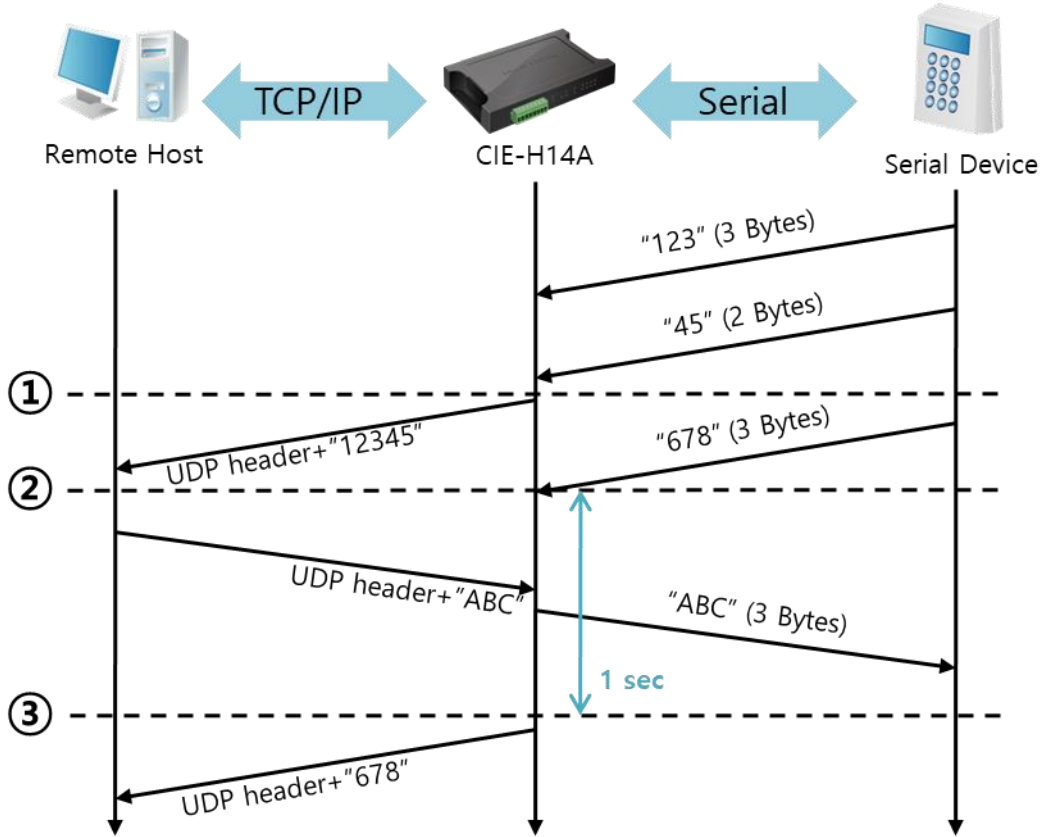 TCP/IP
Serial
Remote Host
CIE-H14A
Serial Device
“123” (3 Bytes)
“45” (2 Bytes)
①
“678” (3 Bytes)
UDP header+“12345”
②
UDP header+”ABC”
“ABC” (3 Bytes)
1 sec
③
UDP header+“678”